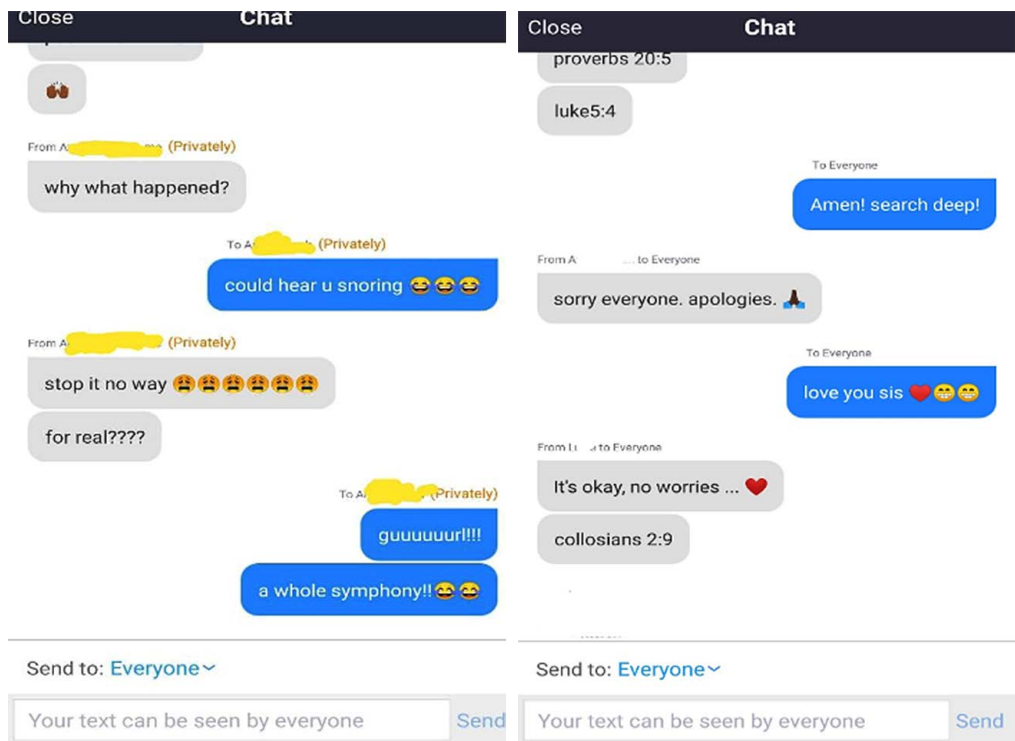 Close
Chat
🙌🏾
From A (Privately)
why what happened?
To A (Privately)
could hear u snoring 😂😂😂
From A (Privately)
stop it no way 😩😩😩😩😩😩
for real????
To A (Privately)
guuuuuurl!!!
a whole symphony!!😂😂
Send to: Everyone
Your text can be seen by everyone
Send
Close
Chat
proverbs 20:5
luke5:4
To Everyone
Amen! search deep!
From A to Everyone
sorry everyone. apologies. 🙏🏿
To Everyone
love you sis ❤️😁😁
From to Everyone
It's okay, no worries ... ❤️
collosians 2:9
Send to: Everyone
Your text can be seen by everyone
Send